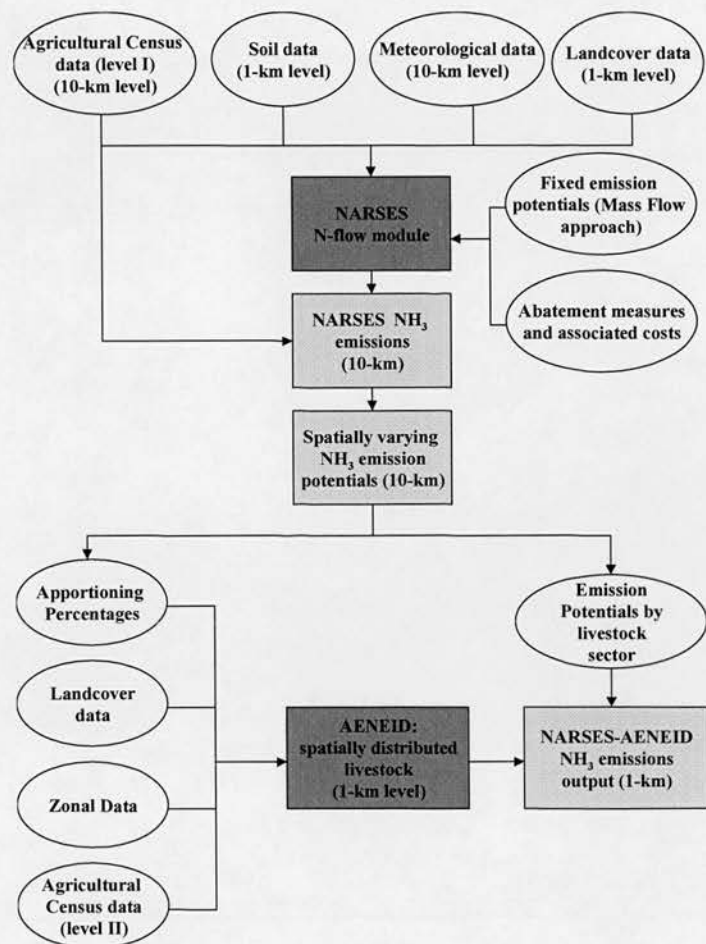 Agricultural Census
data (level I)
(10-km level)
Soil data
(1-km level)
Meteorological data
(10-km level)
Landcover data
(1-km level)
NARSES
N-flow module
Fixed emission
potentials (Mass Flow
approach)
Abatement measures
and associated costs
NARSES NH₃
emissions
(10-km)
Spatially varying
NH₃ emission
potentials (10-km)
Apportioning
Percentages
Emission
Potentials by
livestock
sector
Landcover
data
AENEID:
spatially distributed
livestock
(1-km level)
NARSES-AENEID
NH₃ emissions
output (1-km)
Zonal Data
Agricultural
Census data
(level II)